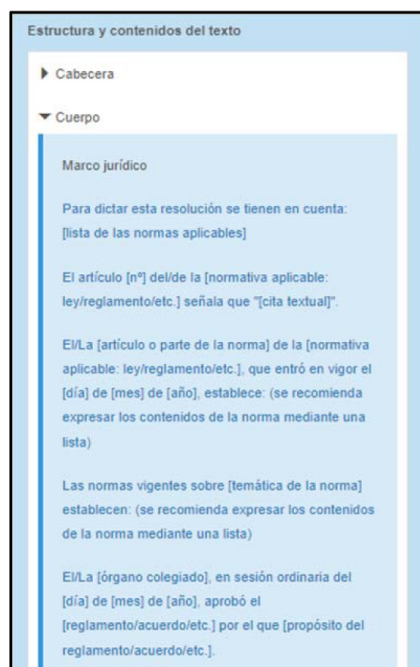 Estructura y contenidos del texto
Cabecera
Cuerpo
Marco jurídico
Para dictar esta resolución se tienen en cuenta:
[lista de las normas aplicables]
El artículo [nº] del/de la [normativa aplicable:
ley/reglamento/etc.] señala que "[cita textual]".
El/La [artículo o parte de la norma] de la [normativa
aplicable: ley/reglamento/etc.], que entró en vigor el
[día] de [mes] de [año], establece: (se recomienda
expresar los contenidos de la norma mediante una
lista)
Las normas vigentes sobre [temática de la norma]
establecen: (se recomienda expresar los contenidos
de la norma mediante una lista)
El/La [órgano colegiado], en sesión ordinaria del
[día] de [mes] de [año], aprobó el
[reglamento/acuerdo/etc.] por el que [propósito del
reglamento/acuerdo/etc.].